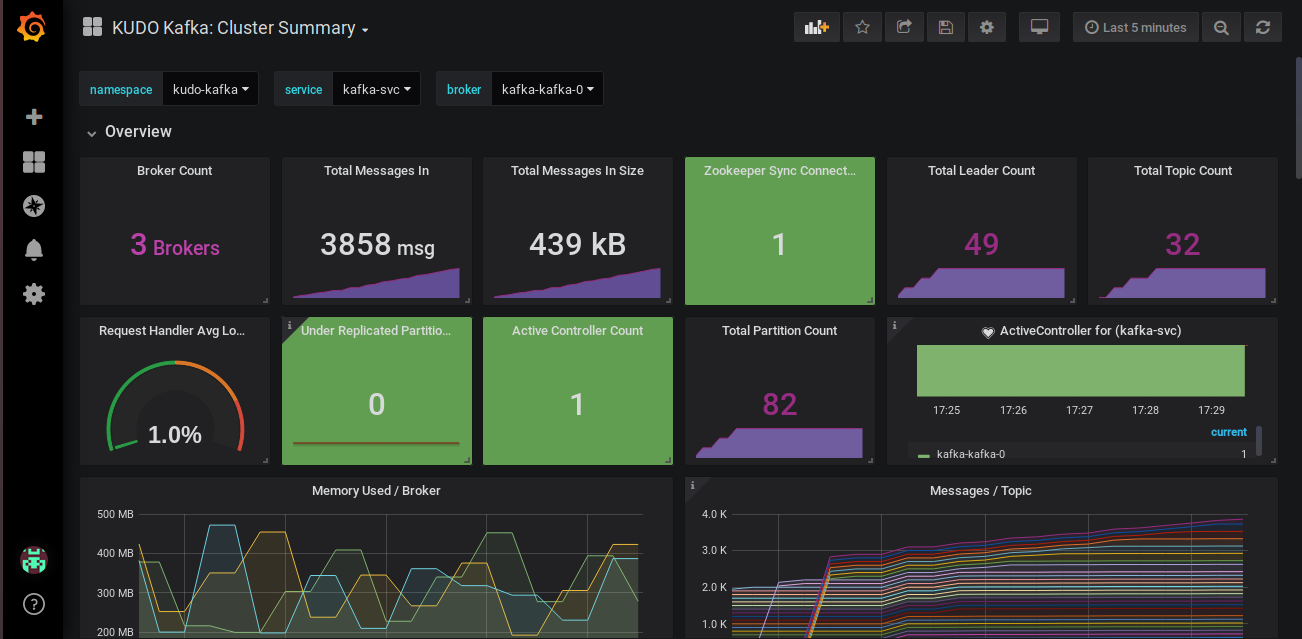 KUDO Kafka: Cluster Summary
Last 5 minutes
namespace kudo-kafka service kafka-svc broker kafka-kafka-0
Overview
Broker Count
3 Brokers
Total Messages In
3858 msg
Total Messages In Size
439 kB
Zookeeper Sync Connect...
1
Total Leader Count
49
Total Topic Count
32
Request Handler Avg Lo...
1.0%
i
Under Replicated Partitio...
0
Active Controller Count
1
Total Partition Count
82
i
ActiveController for (kafka-svc)
17:25 17:26 17:27 17:28 17:29
current
kafka-kafka-0 1
Memory Used / Broker
500 MB
400 MB
300 MB
200 MB
i
Messages / Topic
4.0 K
3.0 K
2.0 K
1.0 K
?